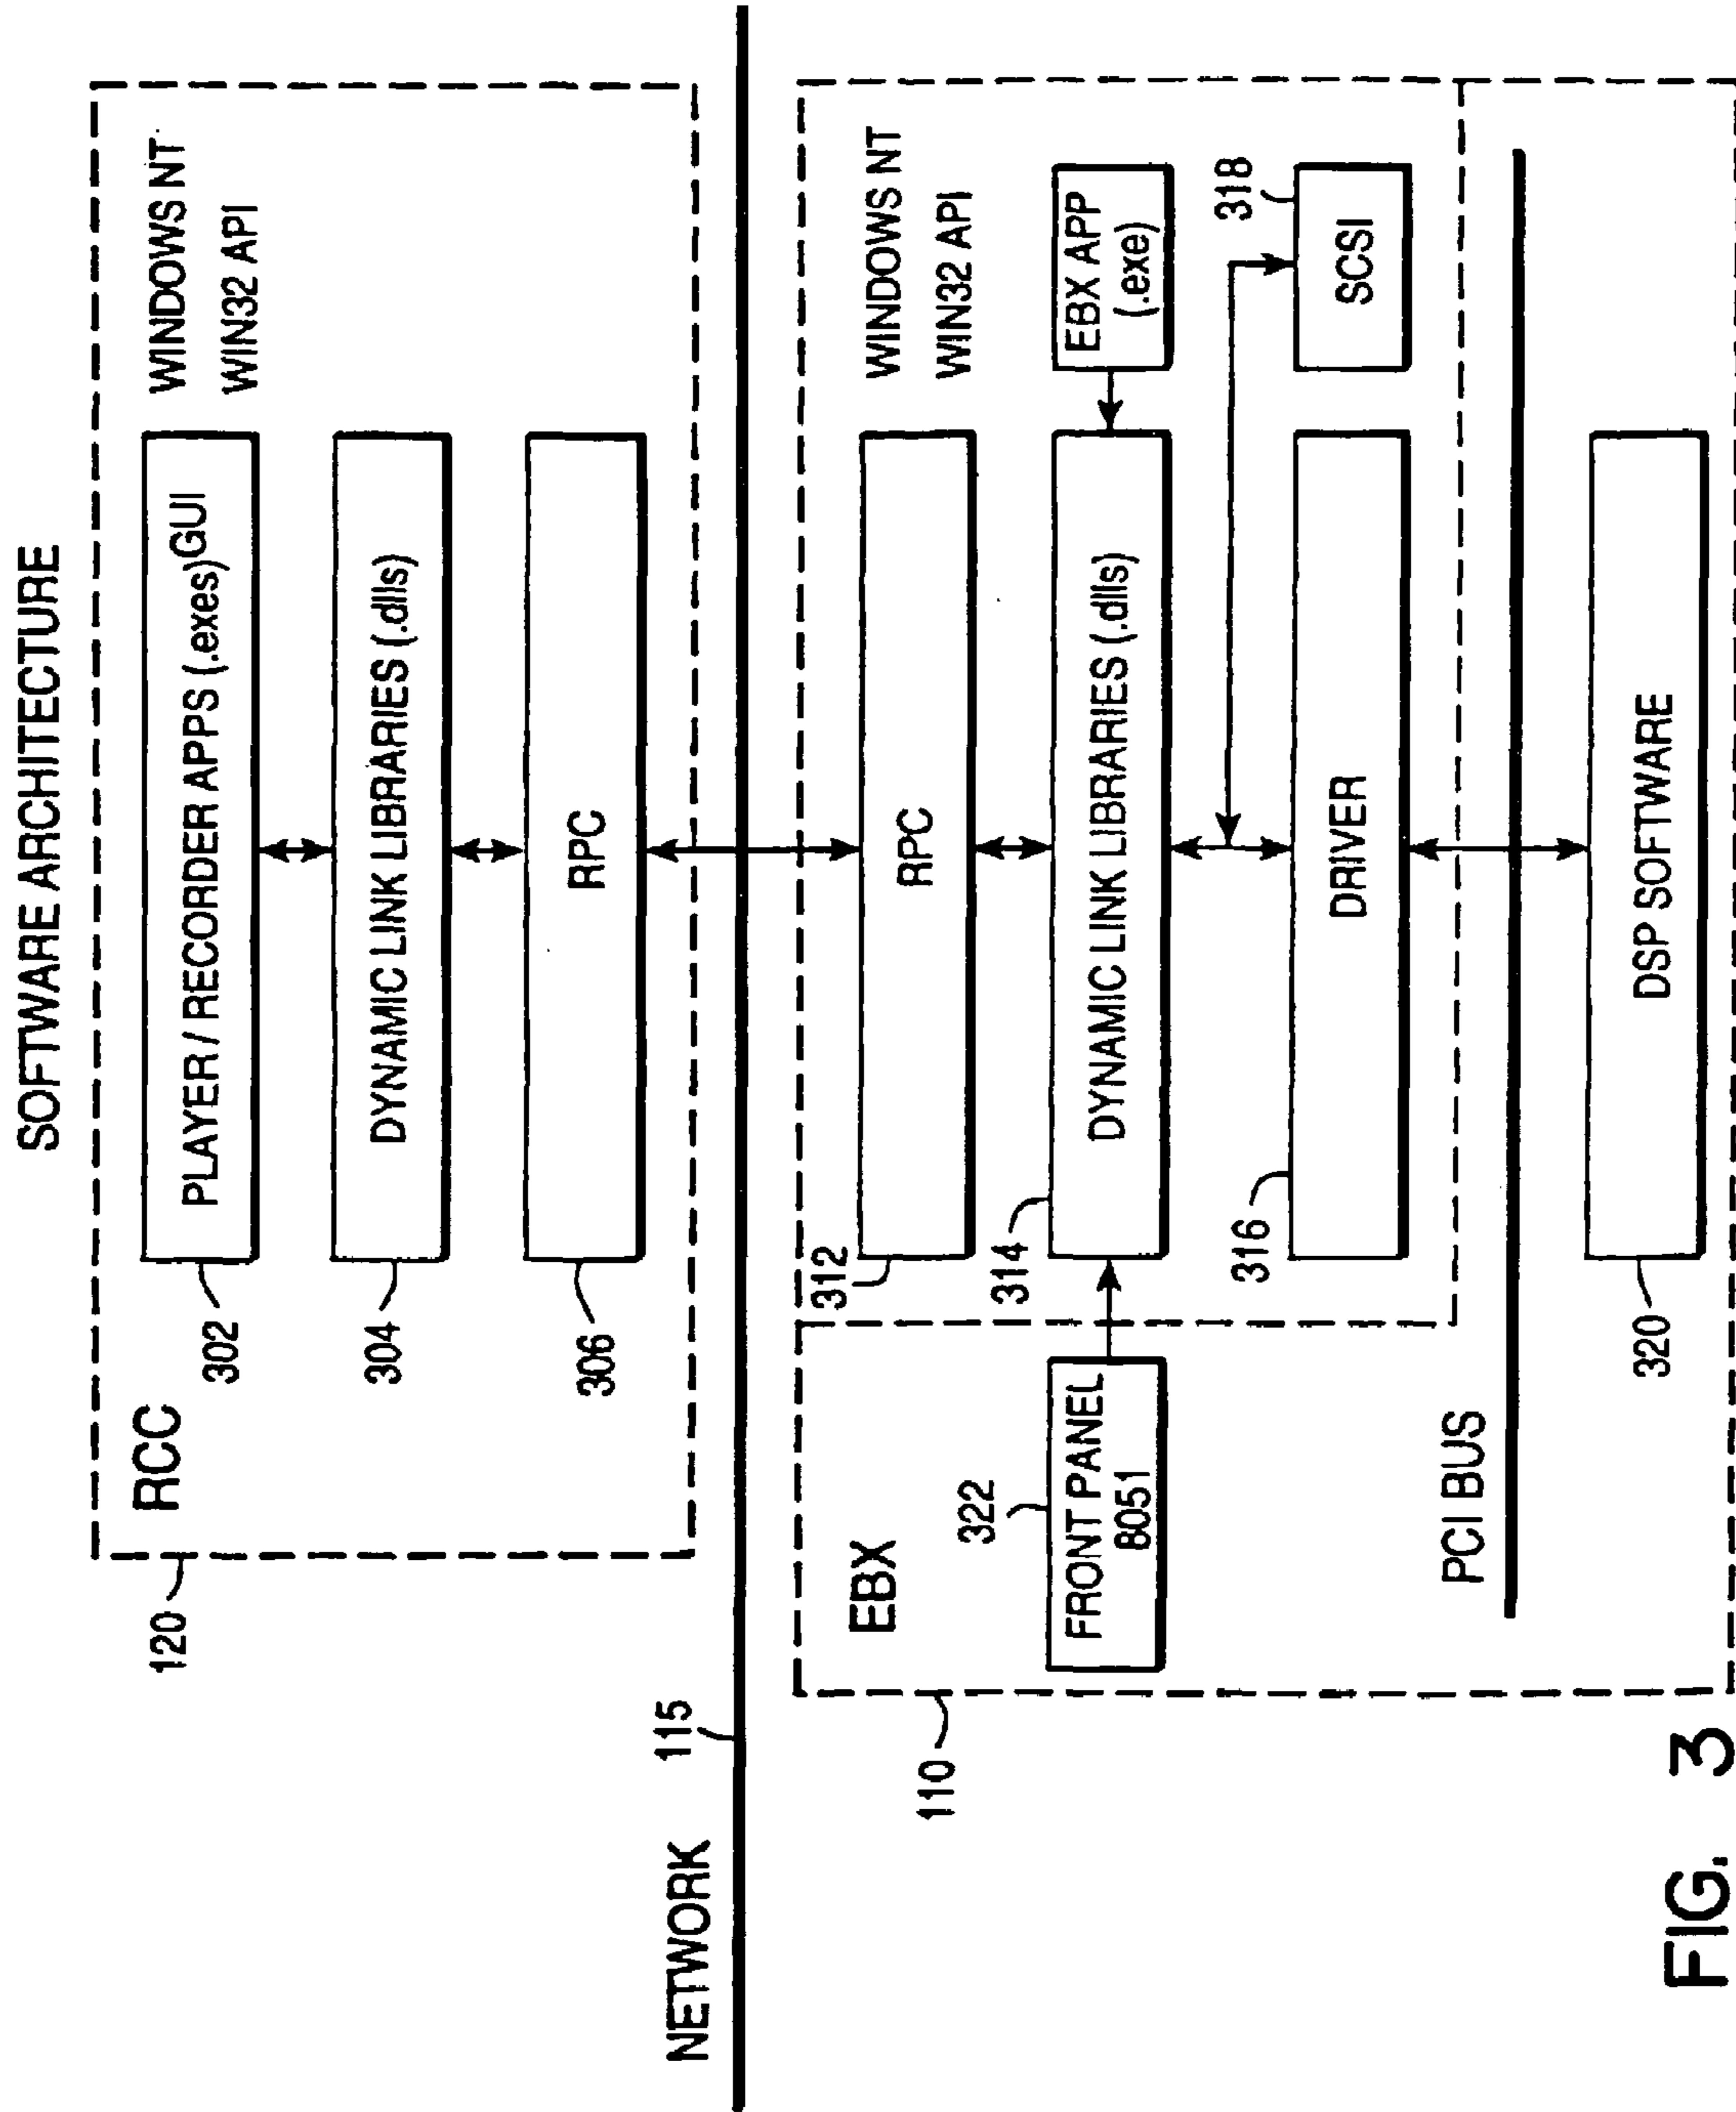 SOFTWARE ARCHITECTURE
120
RCC
WINDOWS NT
WIN32 API
302
PLAYER / RECORDER APPS (.exes) GUI
304
DYNAMIC LINK LIBRARIES (.dlls)
306
RPC
NETWORK
115
110
EBX
WINDOWS NT
WIN32 API
312
RPC
322
FRONT PANEL
8051
314
DYNAMIC LINK LIBRARIES (.dlls)
EBX APP
(.exe)
316
DRIVER
318
SCSI
PCI BUS
320
DSP SOFTWARE
FIG. 3